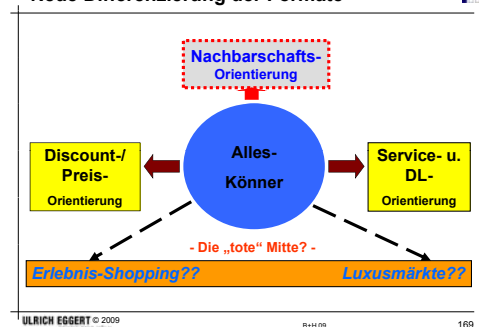 Neue Differenzierung der Formate
Nachbarschafts-
Orientierung
Discount-/
Preis-
Orientierung
Alles-
Könner
Service- u.
DL-
Orientierung
- Die „tote“ Mitte? -
Erlebnis-Shopping??
Luxusmärkte??
ULRICH EGGERT © 2009
B+H 09
169